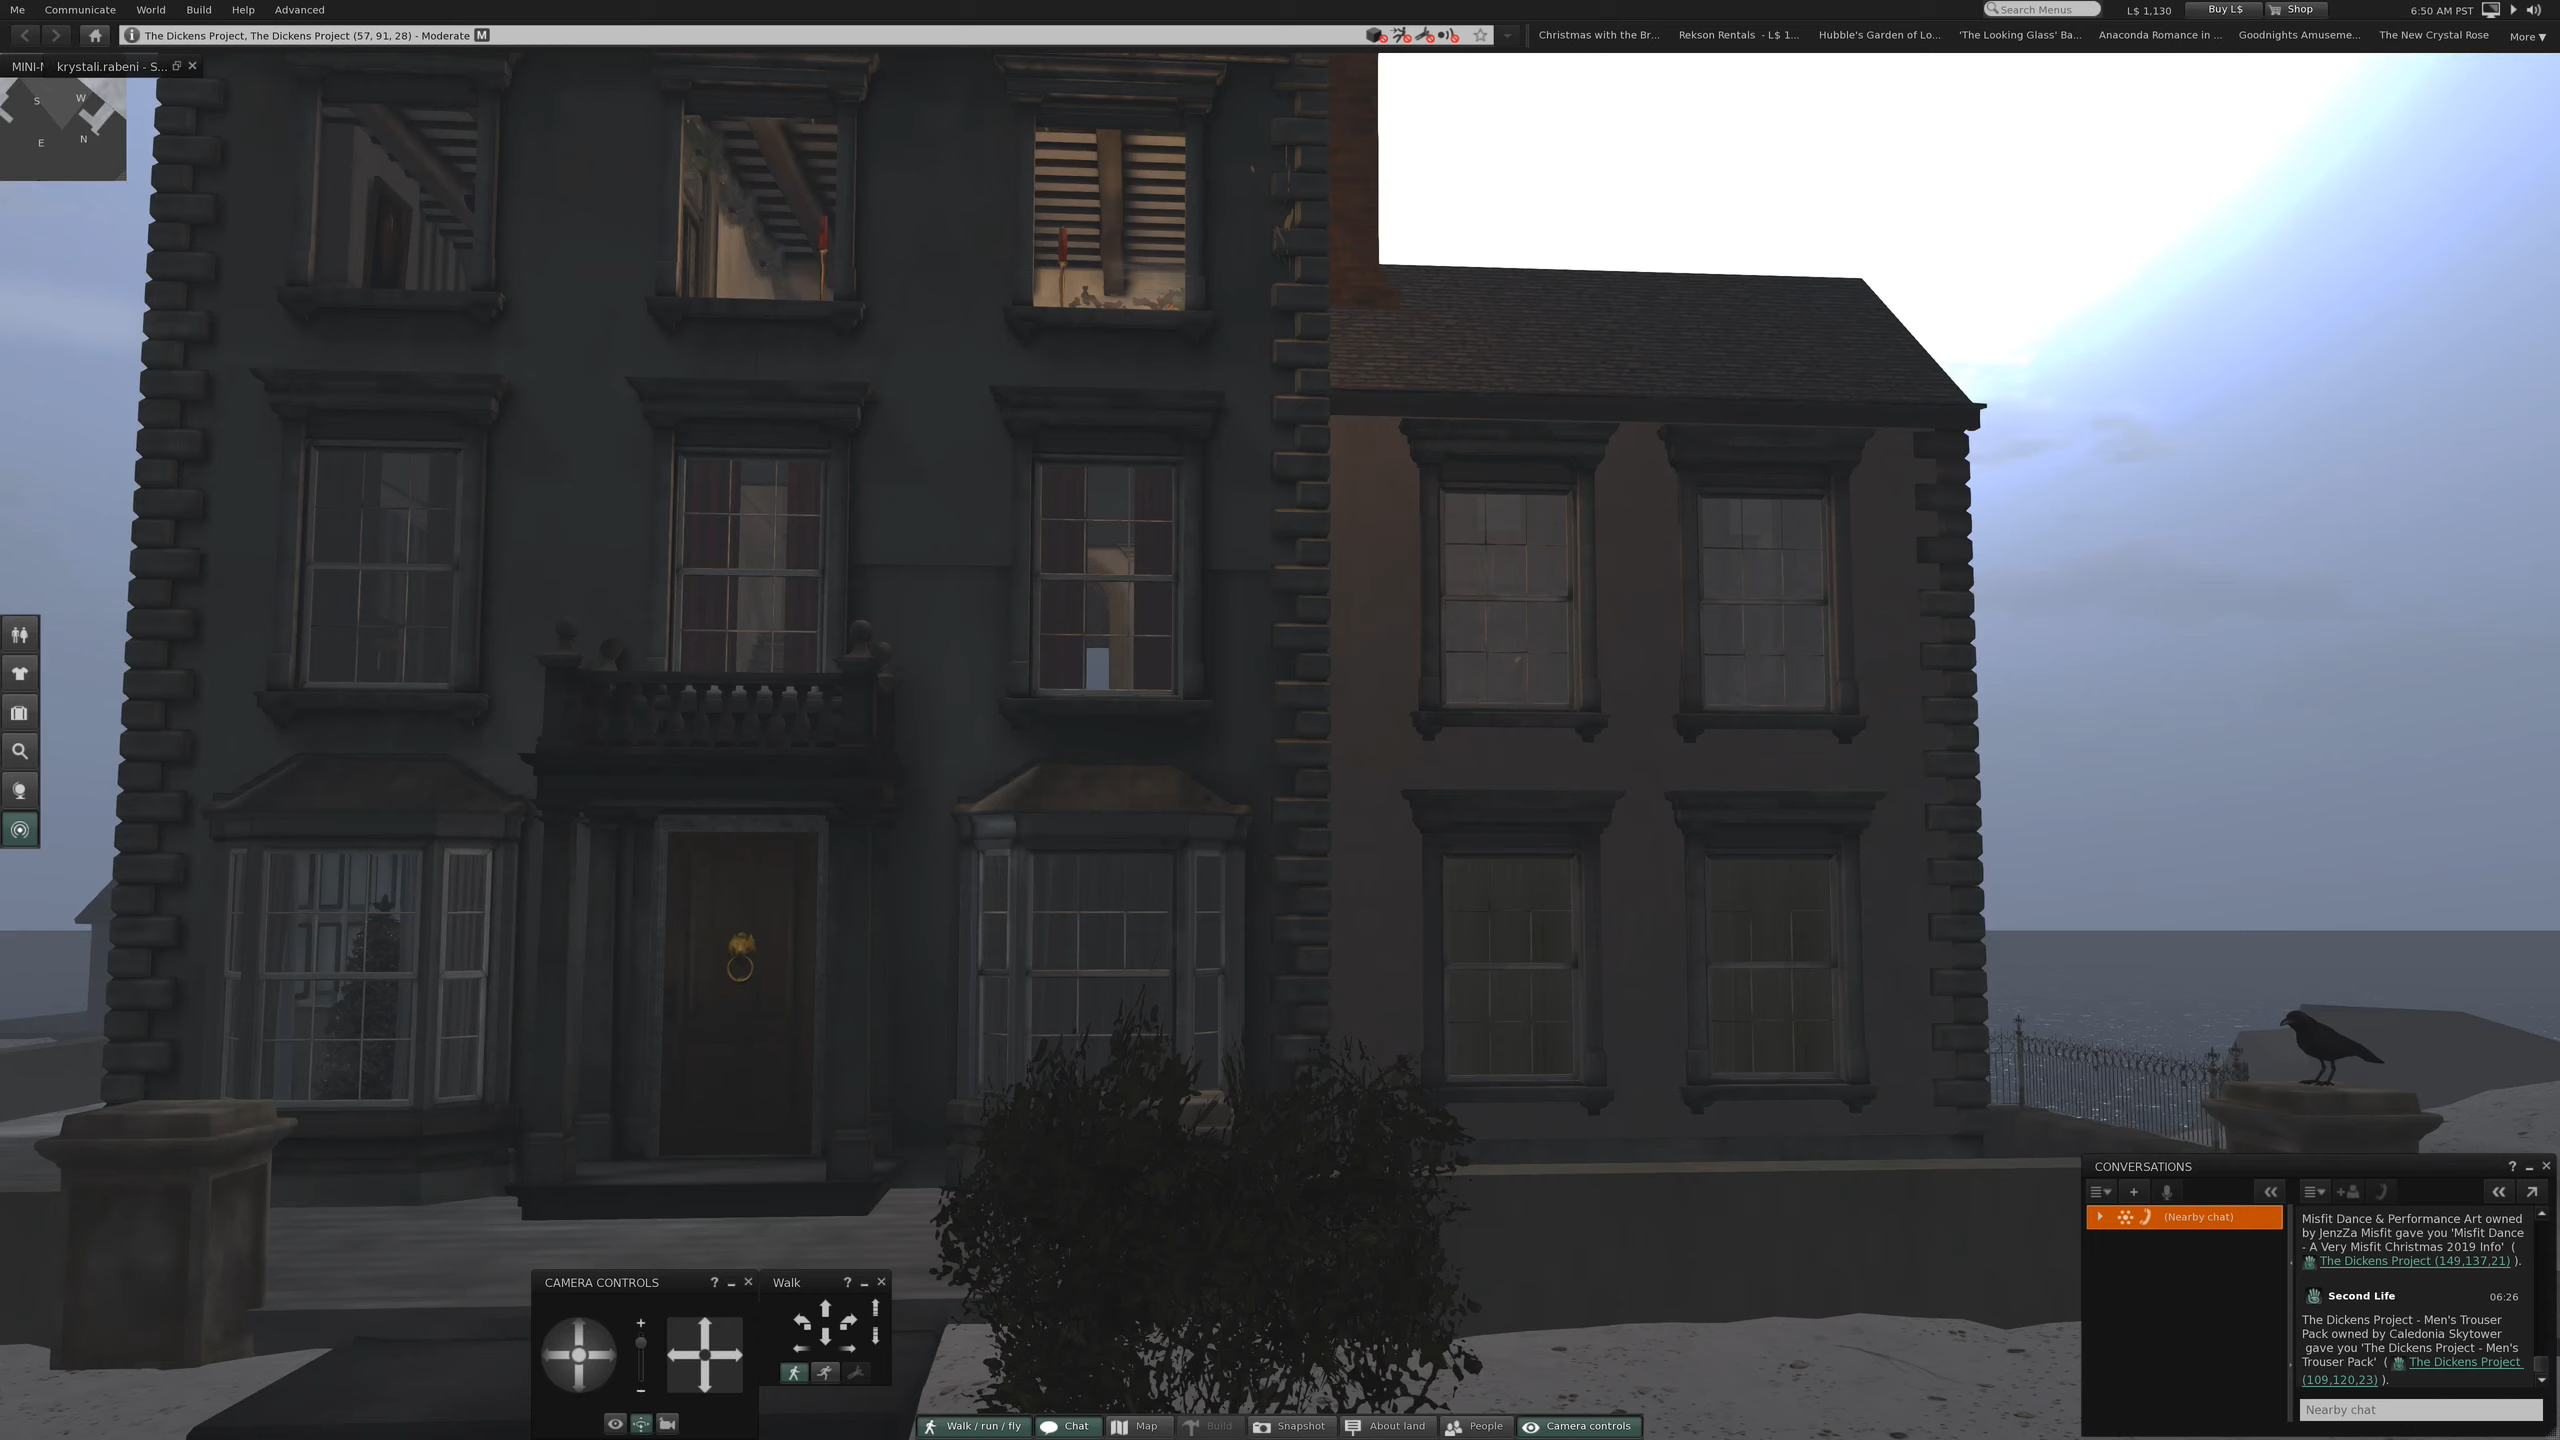 Me Communicate World Build Help Advanced
Search Menus
L$ 1,130
Buy L$
Shop
6:50 AM PST
The Dickens Project, The Dickens Project (57, 91, 28) - Moderate M
Christmas with the Br...
Rekson Rentals - L$ 1...
Hubble's Garden of Lo...
'The Looking Glass' Ba...
Anaconda Romance in ...
Goodnights Amuseme...
The New Crystal Rose
More ▼
MINI-M
krystali.rabeni - S...
S
W
E
N
CONVERSATIONS
(Nearby chat)
Misfit Dance & Performance Art owned
by JenzZa Misfit gave you 'Misfit Dance
- A Very Misfit Christmas 2019 Info' (
The Dickens Project (149,137,21) ).
Second Life 06:26
The Dickens Project - Men's Trouser
Pack owned by Caledonia Skytower
gave you 'The Dickens Project - Men's
Trouser Pack' ( The Dickens Project
(109,120,23) ).
Nearby chat
CAMERA CONTROLS ?
Walk ?
Walk / run / fly
Chat
Map
Build
Snapshot
About land
People
Camera controls